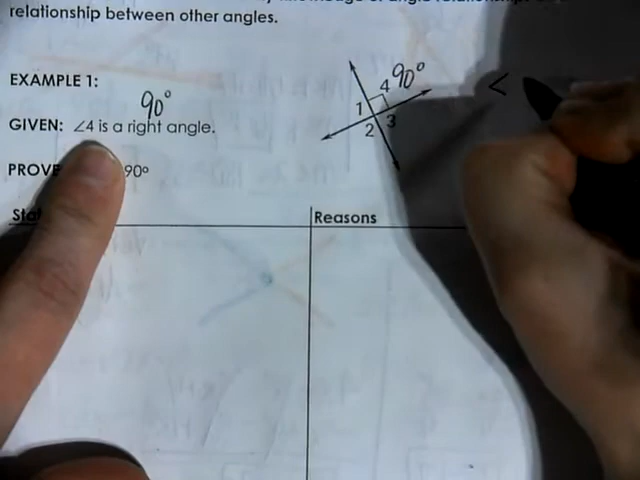 relationship between other angles.
EXAMPLE 1:
90°
GIVEN: ∠4 is a right angle.
PROVE 90°
4 90°
1
2 3
<
Reasons